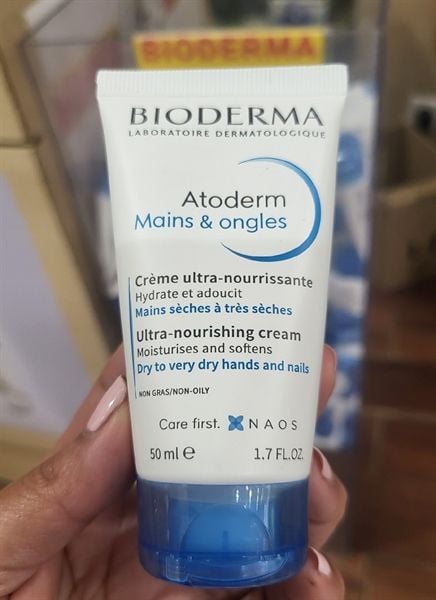 BIODERMA
BIODERMA
LABORATOIRE DERMATOLOGIQUE
Atoderm
Mains & ongles
Crème ultra-nourrissante
Hydrate et adoucit
Mains sèches à très sèches
Ultra-nourishing cream
Moisturises and softens
Dry to very dry hands and nails
NON GRAS/NON-OILY
Care first. NAOS
50 ml e 1.7 FL.OZ.